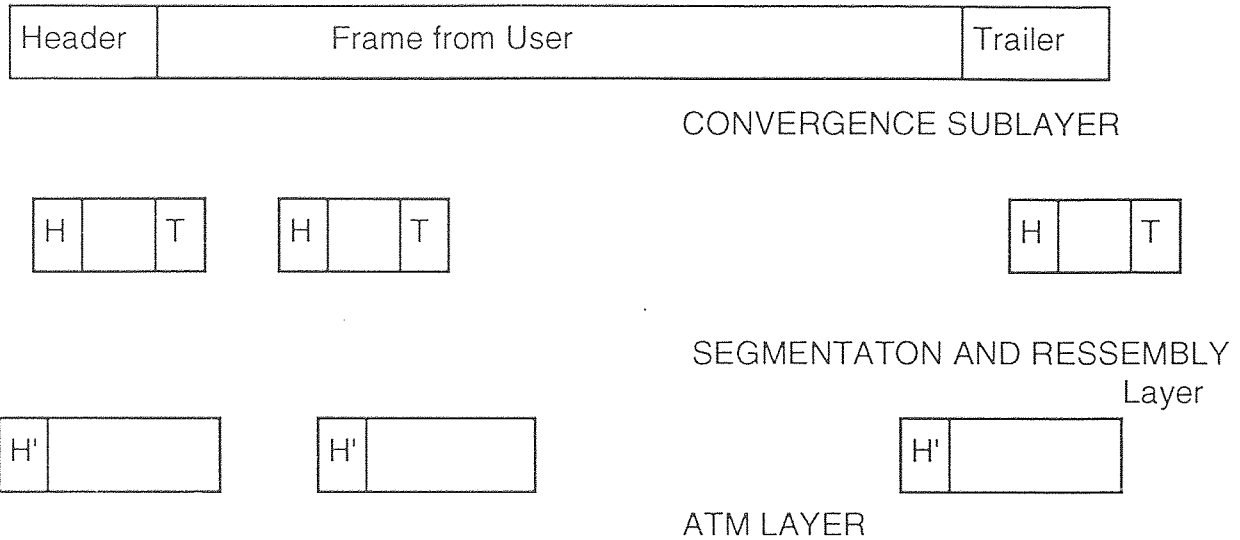 Header Frame from User Trailer
CONVERGENCE SUBLAYER
H T H T H T
SEGMENTATON AND RESSEMBLY
Layer
H' H' H'
ATM LAYER